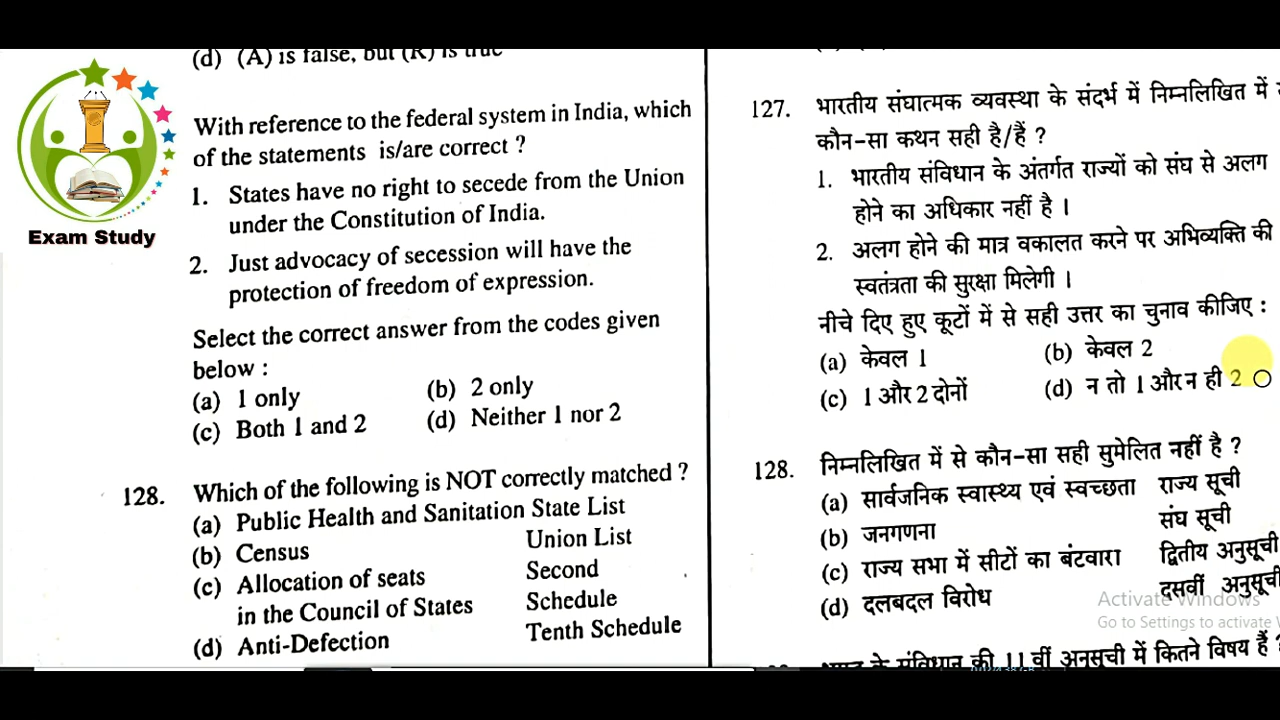 (d) (A) is false, but (R) is true
With reference to the federal system in India, which
of the statements is/are correct ?
1. States have no right to secede from the Union
under the Constitution of India.
2. Just advocacy of secession will have the
protection of freedom of expression.
Select the correct answer from the codes given
below :
(a) 1 only (b) 2 only
(c) Both 1 and 2 (d) Neither 1 nor 2
128. Which of the following is NOT correctly matched ?
(a) Public Health and Sanitation State List
(b) Census Union List
(c) Allocation of seats Second
in the Council of States Schedule
(d) Anti-Defection Tenth Schedule
Exam Study
127. भारतीय संघात्मक व्यवस्था के संदर्भ में निम्नलिखित में
कौन-सा कथन सही है/हैं ?
1. भारतीय संविधान के अंतर्गत राज्यों को संघ से अलग
होने का अधिकार नहीं है ।
2. अलग होने की मात्र वकालत करने पर अभिव्यक्ति की
स्वतंत्रता की सुरक्षा मिलेगी ।
नीचे दिए हुए कूटों में से सही उत्तर का चुनाव कीजिए :
(a) केवल 1 (b) केवल 2
(c) 1 और 2 दोनों (d) न तो 1 और न ही 2
128. निम्नलिखित में से कौन-सा सही सुमेलित नहीं है ?
(a) सार्वजनिक स्वास्थ्य एवं स्वच्छता राज्य सूची
(b) जनगणना संघ सूची
(c) राज्य सभा में सीटों का बंटवारा द्वितीय अनुसूची
(d) दलबदल विरोध दसवीं अनुसूची
Activate Windows
Go to Settings to activate
के संविधान की 11वीं अनुसूची में कितने विषय हैं ?